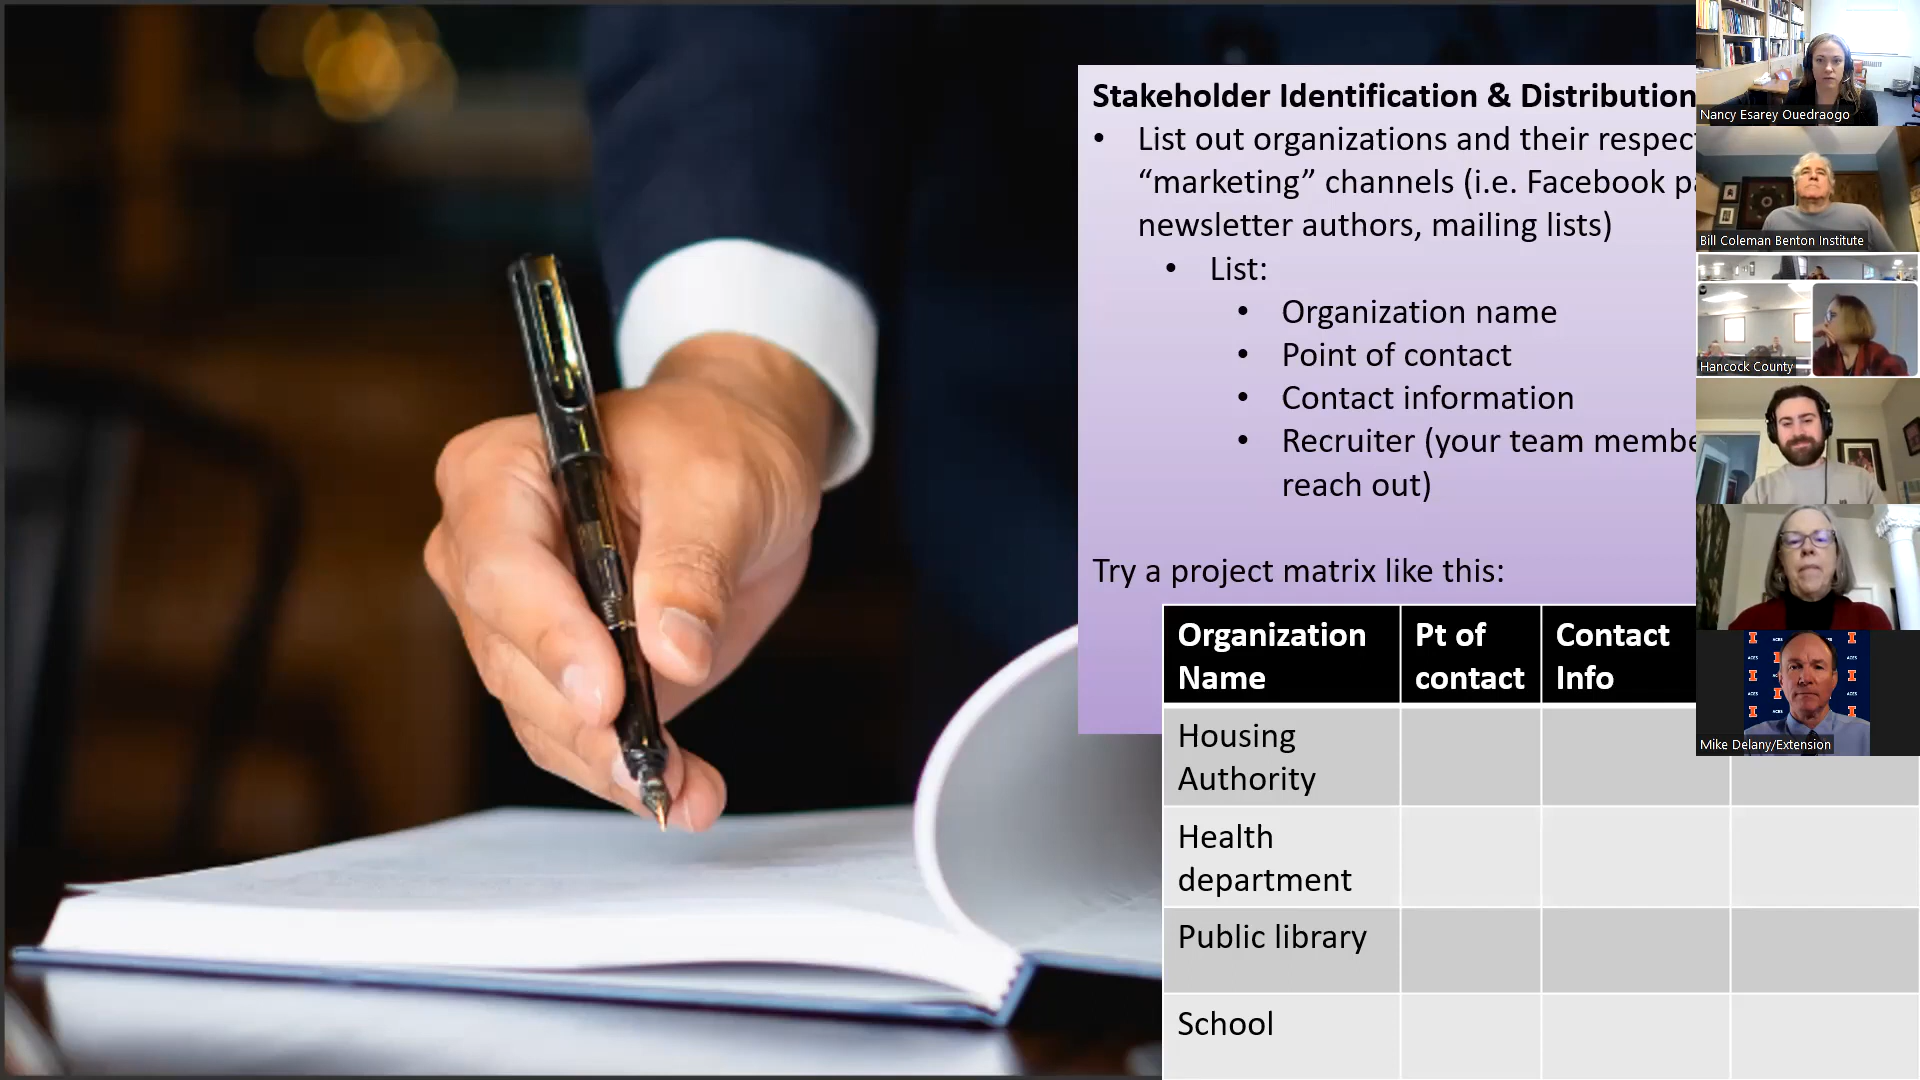 Stakeholder Identification & Distribution
• List out organizations and their
“marketing” channels (i.e. Facebook
newsletter authors, mailing lists)
• List:
• Organization name
• Point of contact
• Contact information
• Recruiter (your team
reach out)
Try a project matrix like this:
Organization Name
Pt of contact
Contact Info
Housing Authority
Health department
Public library
School
Nancy Esarey Ouedraogo
Bill Coleman Benton Institute
Hancock County
Mike Delany/Extension